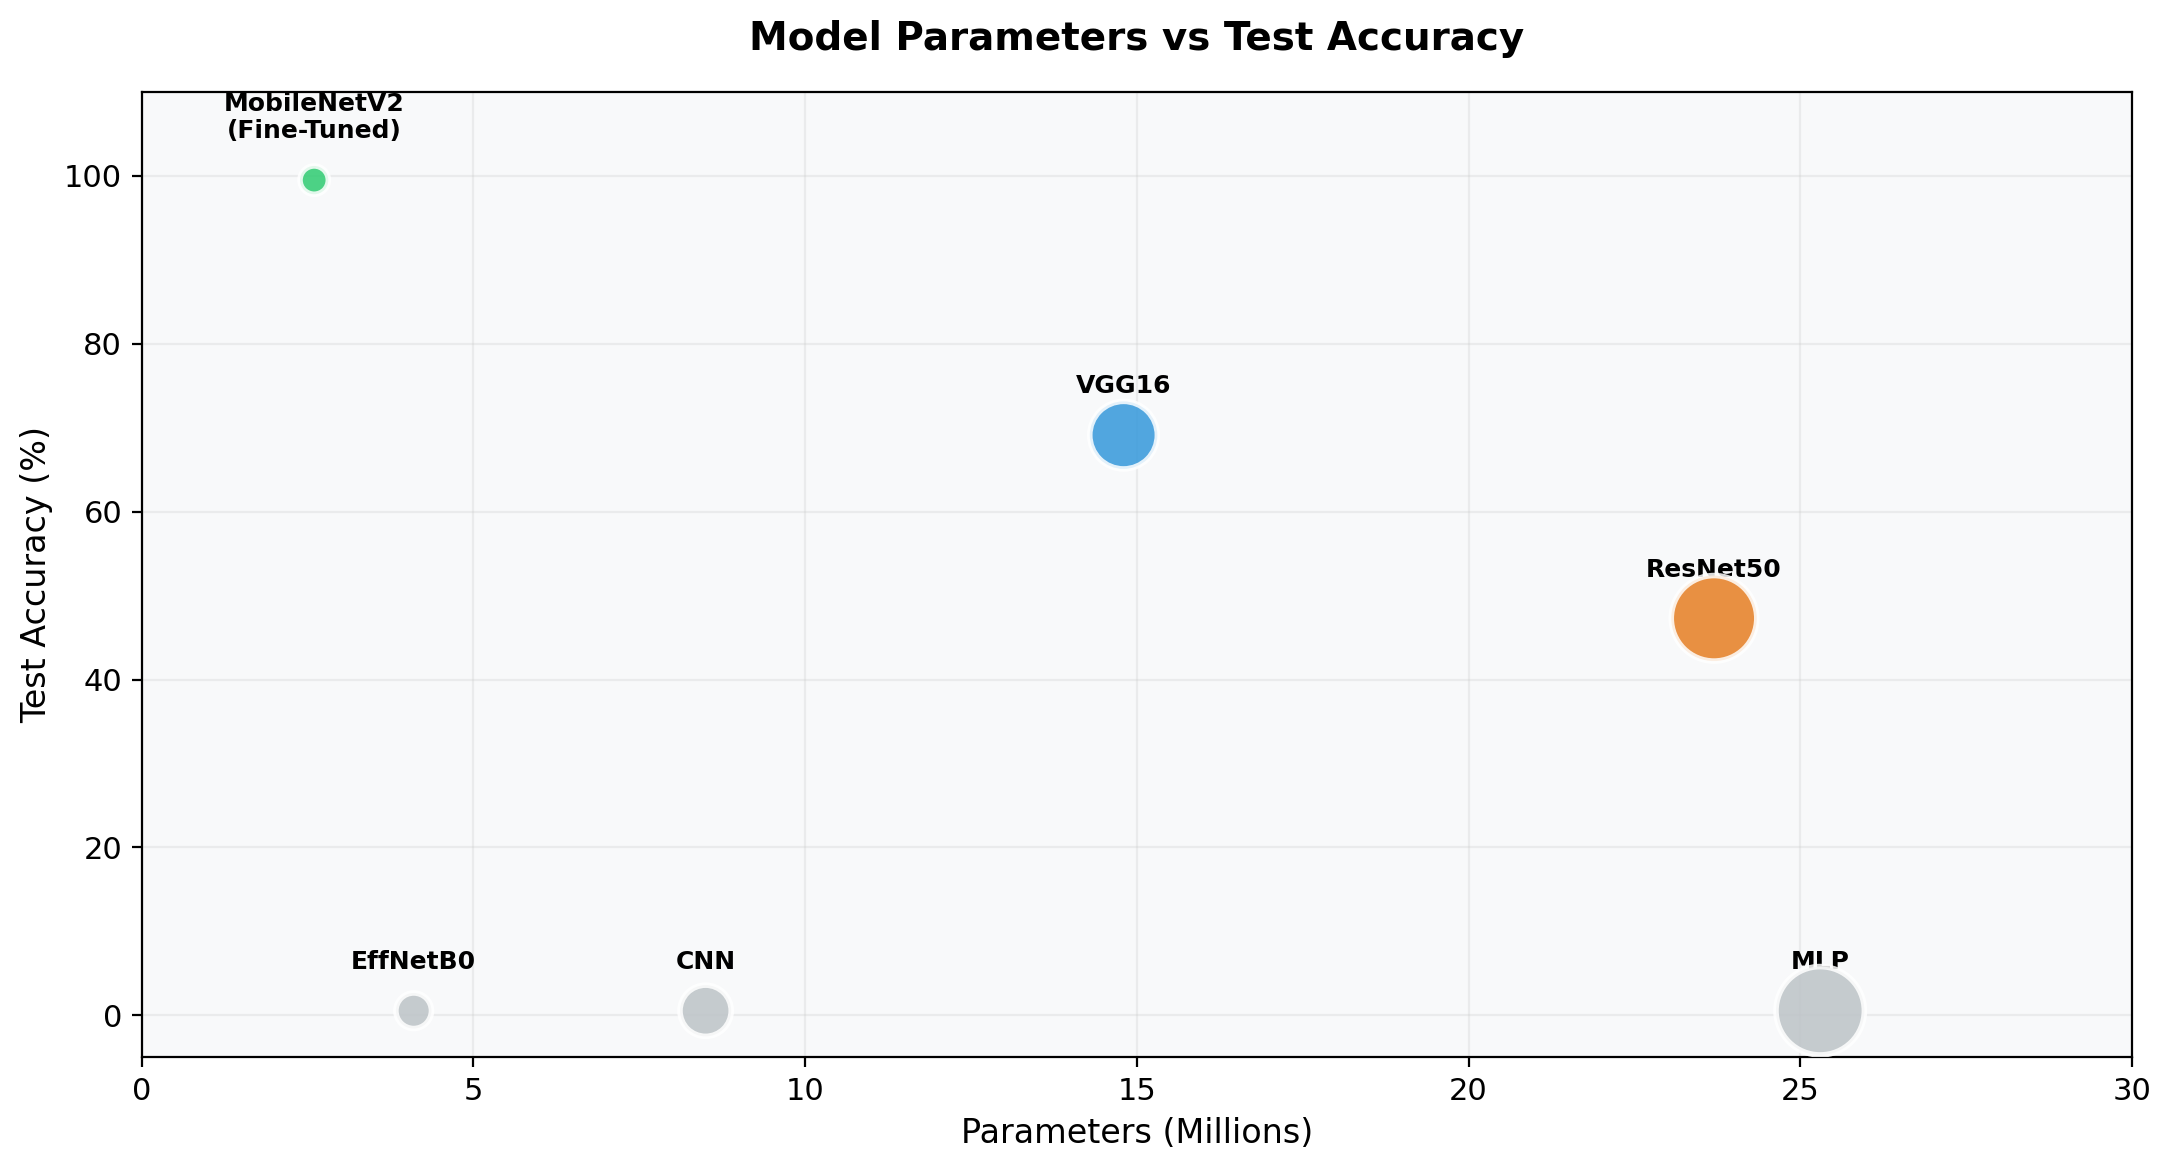 Model Parameters vs Test Accuracy
MobileNetV2
(Fine-Tuned)
100
80
VGG16
60
ResNet50
40
20
EffNetB0
CNN
MLP
0
Test Accuracy (%)
0 5 10 15 20 25 30
Parameters (Millions)